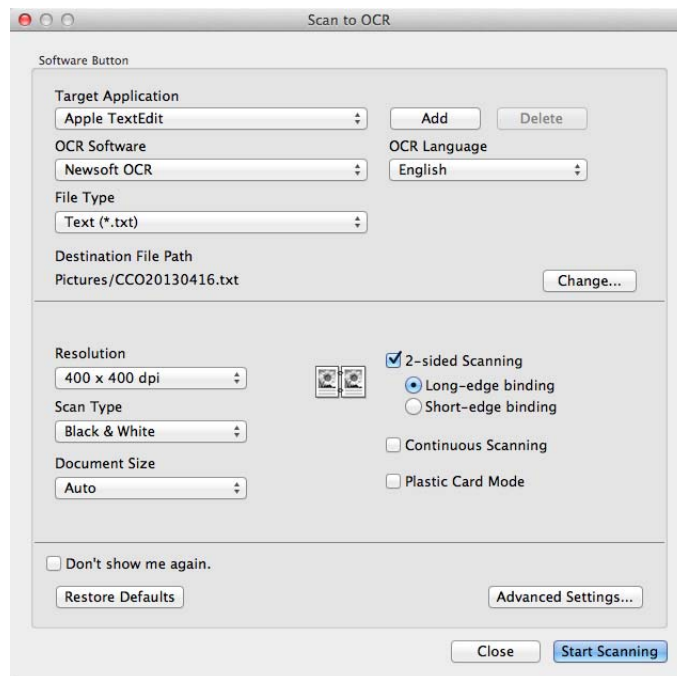 Scan to OCR
Software Button
Target Application
Apple TextEdit Add Delete
OCR Software OCR Language
Newsoft OCR English
File Type
Text (*.txt)
Destination File Path
Pictures/CCO20130416.txt Change...
Resolution
400 x 400 dpi
2-sided Scanning
Long-edge binding
Scan Type
Short-edge binding
Black & White
Continuous Scanning
Document Size
Auto
Plastic Card Mode
Don't show me again.
Restore Defaults Advanced Settings...
Close Start Scanning